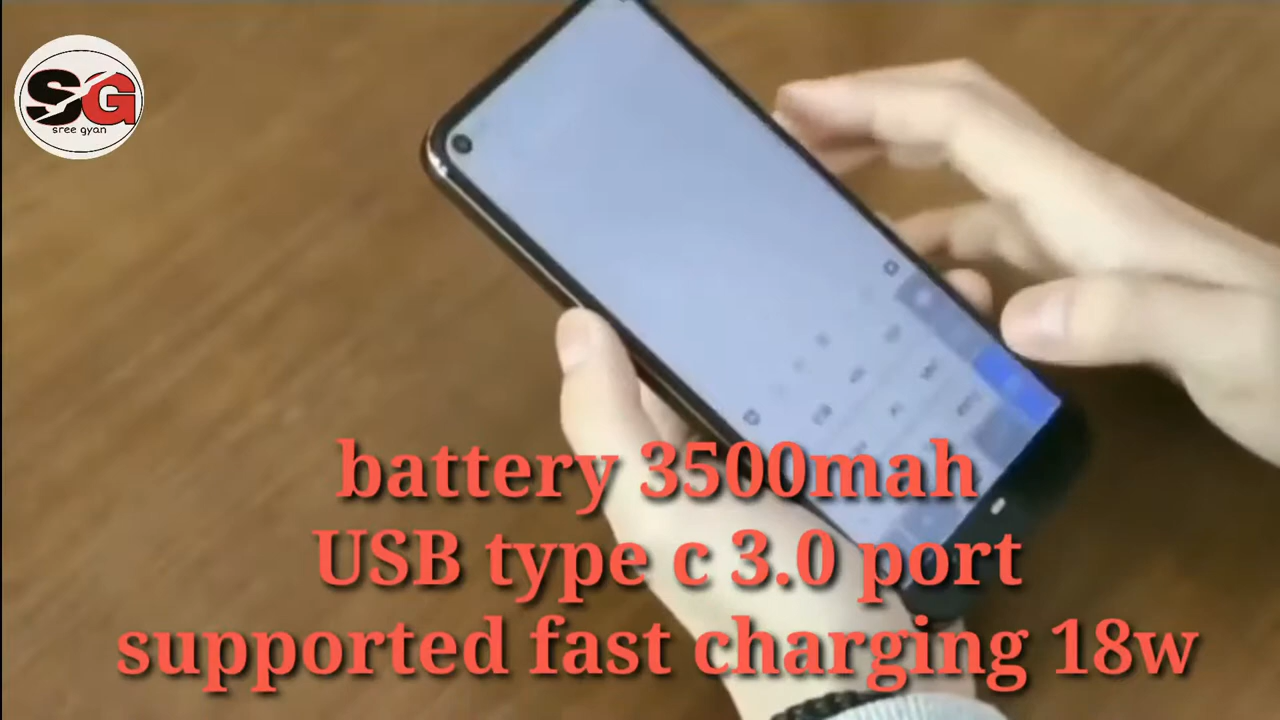 SG
sree gyan
battery 3500mah
USB type c 3.0 port
supported fast charging 18w